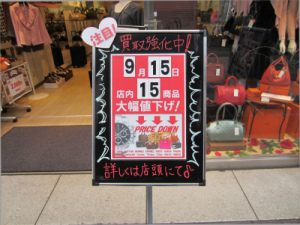 注目!
買取強化中!
9月15日
店内15商品
大幅値下げ!
PRICE DOWN
詳しくは店頭にて